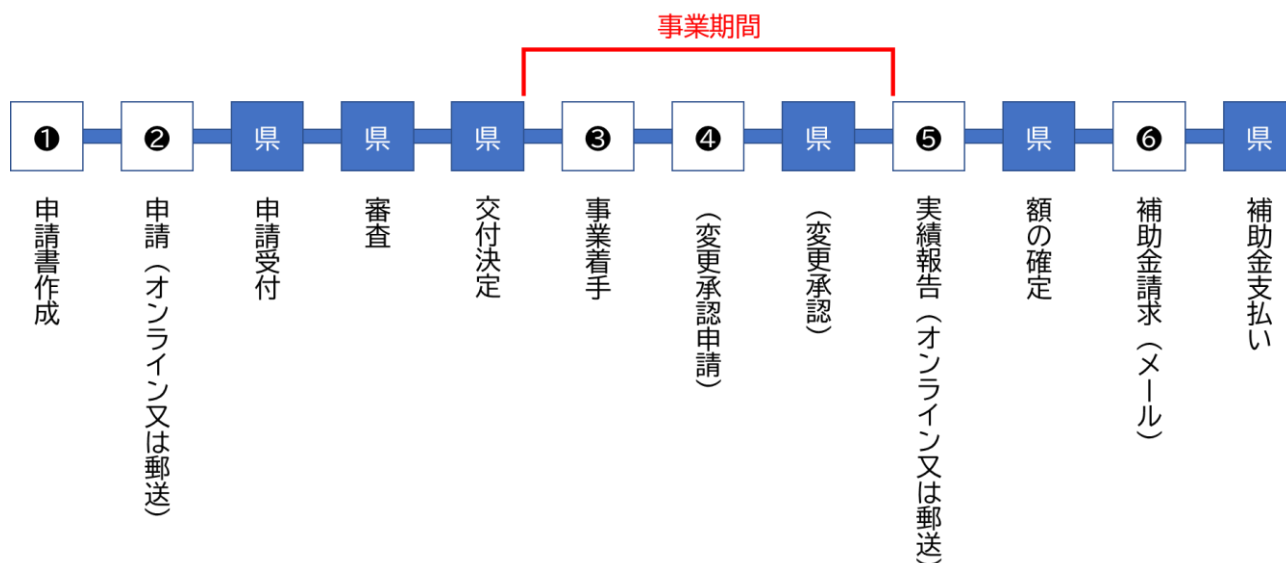 事業期間
❶
❷
県
県
県
❸
❹
県
❺
県
❻
県
申請書作成
申請（オンライン又は郵送）
申請受付
審査
交付決定
事業着手
（変更承認申請）
（変更承認）
実績報告（オンライン又は郵送）
額の確定
補助金請求（メール）
補助金支払い